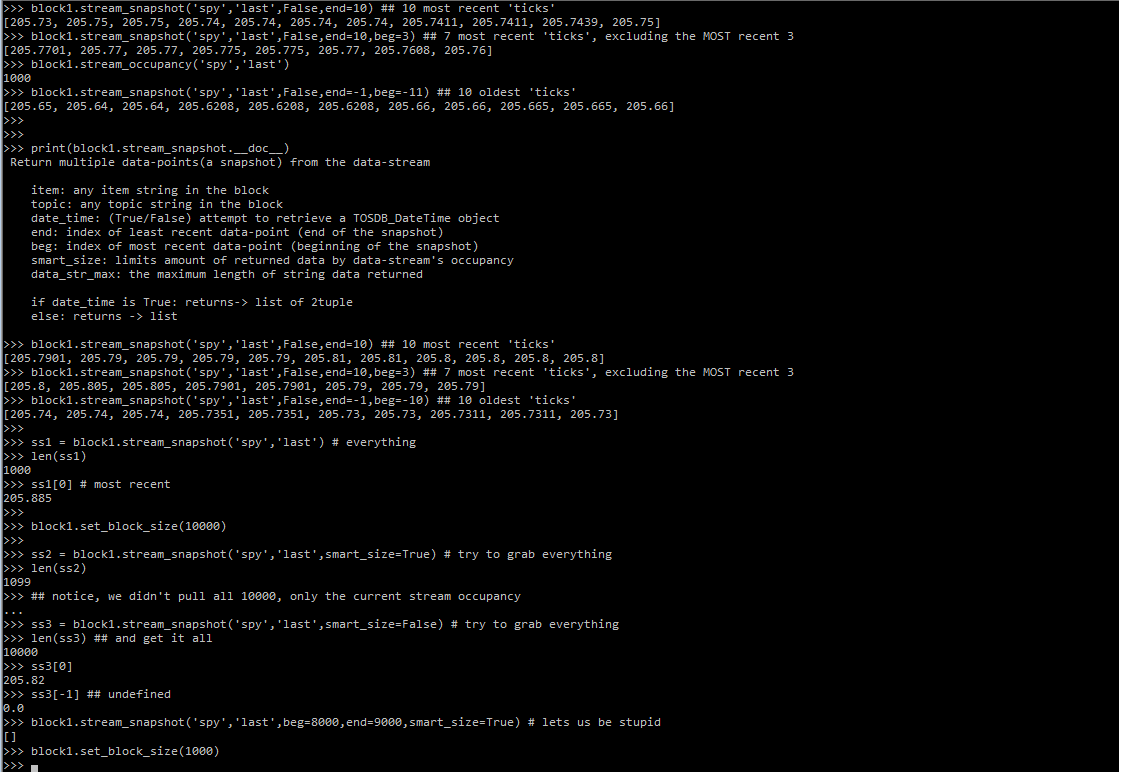 >>> block1.stream_snapshot('spy','last',False,end=10) ## 10 most recent 'ticks'
[205.73, 205.75, 205.75, 205.74, 205.74, 205.74, 205.74, 205.7411, 205.7411, 205.7439, 205.75]
>>> block1.stream_snapshot('spy','last',False,end=10,beg=3) ## 7 most recent 'ticks', excluding the MOST recent 3
[205.7701, 205.77, 205.77, 205.775, 205.775, 205.77, 205.7608, 205.76]
>>> block1.stream_occupancy('spy','last')
1000
>>> block1.stream_snapshot('spy','last',False,end=-1,beg=-11) ## 10 oldest 'ticks'
[205.65, 205.64, 205.64, 205.6208, 205.6208, 205.6208, 205.66, 205.66, 205.665, 205.665, 205.66]
>>>
>>>
>>> print(block1.stream_snapshot.__doc__)
 Return multiple data-points(a snapshot) from the data-stream

    item: any item string in the block
    topic: any topic string in the block
    date_time: (True/False) attempt to retrieve a TOSDB_DateTime object
    end: index of least recent data-point (end of the snapshot)
    beg: index of most recent data-point (beginning of the snapshot)
    smart_size: limits amount of returned data by data-stream's occupancy
    data_str_max: the maximum length of string data returned

    if date_time is True: returns-> list of 2tuple
    else: returns -> list

>>> block1.stream_snapshot('spy','last',False,end=10) ## 10 most recent 'ticks'
[205.7901, 205.79, 205.79, 205.79, 205.79, 205.81, 205.81, 205.8, 205.8, 205.8, 205.8]
>>> block1.stream_snapshot('spy','last',False,end=10,beg=3) ## 7 most recent 'ticks', excluding the MOST recent 3
[205.8, 205.805, 205.805, 205.7901, 205.7901, 205.79, 205.79, 205.79]
>>> block1.stream_snapshot('spy','last',False,end=-1,beg=-10) ## 10 oldest 'ticks'
[205.74, 205.74, 205.74, 205.7351, 205.7351, 205.73, 205.73, 205.7311, 205.7311, 205.73]
>>>
>>> ss1 = block1.stream_snapshot('spy','last') # everything
>>> len(ss1)
1000
>>> ss1[0] # most recent
205.885
>>>
>>> block1.set_block_size(10000)
>>>
>>> ss2 = block1.stream_snapshot('spy','last',smart_size=True) # try to grab everything
>>> len(ss2)
1099
>>> ## notice, we didn't pull all 10000, only the current stream occupancy
...
>>> ss3 = block1.stream_snapshot('spy','last',smart_size=False) # try to grab everything
>>> len(ss3) ## and get it all
10000
>>> ss3[0]
205.82
>>> ss3[-1] ## undefined
0.0
>>> block1.stream_snapshot('spy','last',beg=8000,end=9000,smart_size=True) # lets us be stupid
[]
>>> block1.set_block_size(1000)
>>>